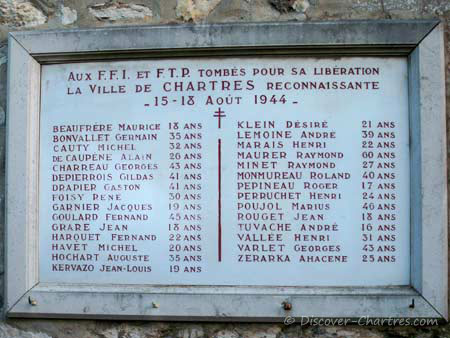 AUX F.F.I. ET F.T.P. TOMBÉS POUR SA LIBÉRATION
LA VILLE DE CHARTRES RECONNAISSANTE
- 15-18 AOÛT 1944 -
BEAUFRÈRE MAURICE 18 ANS
BONVALLET GERMAIN 35 ANS
CAUTY MICHEL 32 ANS
DE CAUPÈNE ALAIN 26 ANS
CHARREAU GEORGES 43 ANS
DEPIERROIS GILDAS 41 ANS
DRAPIER GASTON 41 ANS
FOISY RENÉ 30 ANS
GARNIER JACQUES 19 ANS
GOULARD FERNAND 45 ANS
GRARE JEAN 18 ANS
HARQUET FERNAND 22 ANS
HAVET MICHEL 20 ANS
HOCHART AUGUSTE 35 ANS
KERVAZO JEAN-LOUIS 19 ANS
KLEIN DÉSIRÉ 21 ANS
LEMOINE ANDRÉ 39 ANS
MARAIS HENRI 22 ANS
MAURER RAYMOND 60 ANS
MINET RAYMOND 27 ANS
MONMUREAU ROLAND 40 ANS
PEPINEAU ROGER 17 ANS
PERRUCHET HENRI 24 ANS
POUJOL MARIUS 46 ANS
ROUGET JEAN 18 ANS
TUVACHE ANDRÉ 16 ANS
VALLÉE HENRI 31 ANS
VARLET GEORGES 43 ANS
ZERARKA AHACENE 25 ANS
© Discover-Chartres.com